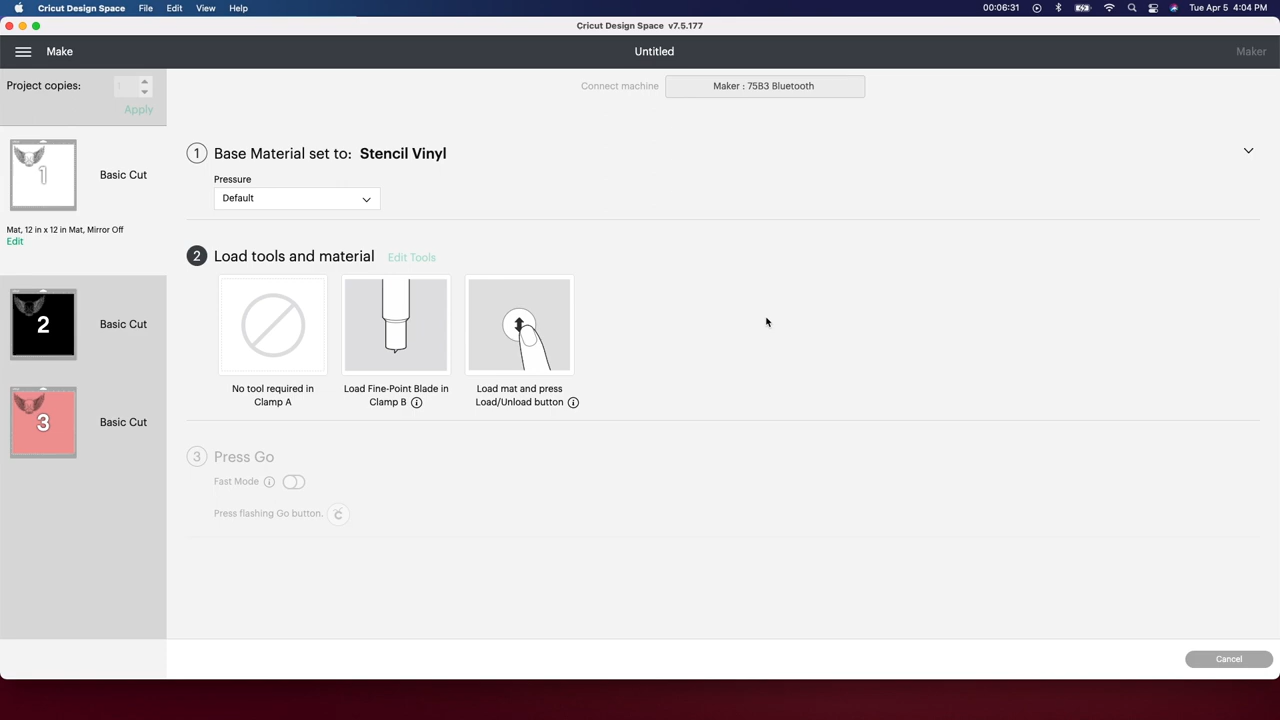 Cricut Design Space File Edit View Help 00:06:31 Tue Apr 5 4:04 PM
Cricut Design Space v7.5.177
Make Untitled Maker
Project copies: 1
Apply
Connect machine Maker : 75B3 Bluetooth
1 Basic Cut
Mat, 12 in x 12 in Mat, Mirror Off
Edit
2 Basic Cut
3 Basic Cut
1 Base Material set to: Stencil Vinyl
Pressure
Default
2 Load tools and material Edit Tools
No tool required in
Clamp A
Load Fine-Point Blade in
Clamp B
Load mat and press
Load/Unload button
3 Press Go
Fast Mode
Press flashing Go button.
Cancel